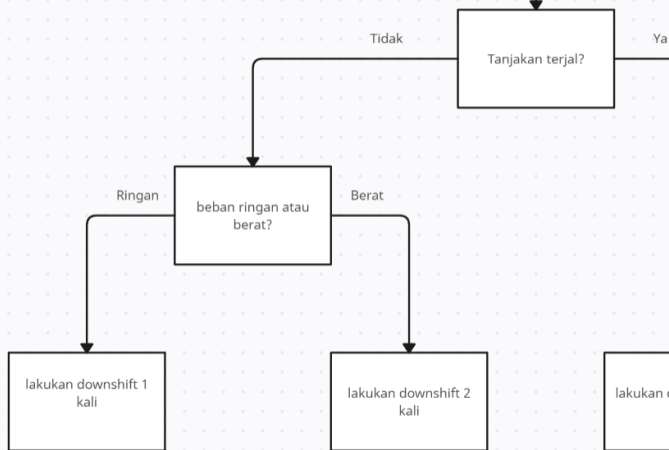 Tidak
Ya
Tanjakan terjal?
Ringan
Berat
beban ringan atau
berat?
lakukan downshift 1
kali
lakukan downshift 2
kali
lakukan